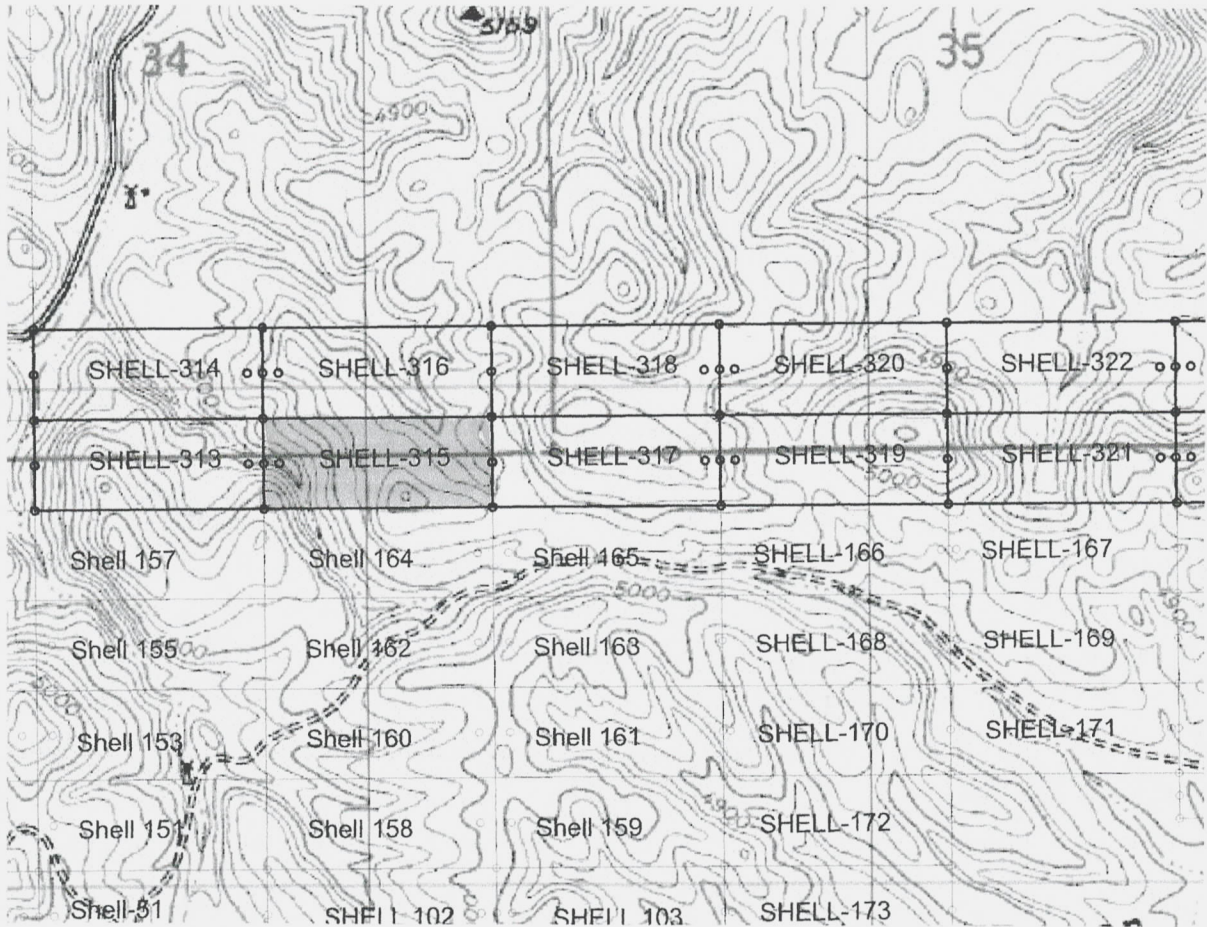 5169
34 35
4900
SHELL-314 SHELL-316 SHELL-318 SHELL-320 SHELL-322
4900
SHELL-313 SHELL-315 SHELL-317 SHELL-319 SHELL-321
5000
Shell 157 Shell 164 Shell 165 SHELL-166 SHELL-167
5000
4900
Shell 155 Shell 162 Shell 163 SHELL-168 SHELL-169
5000
Shell 153 Shell 160 Shell 161 SHELL-170 SHELL-171
4900
Shell 151 Shell 158 Shell 159 SHELL-172
Shell-51 SHELL 102 SHELL 103 SHELL-173